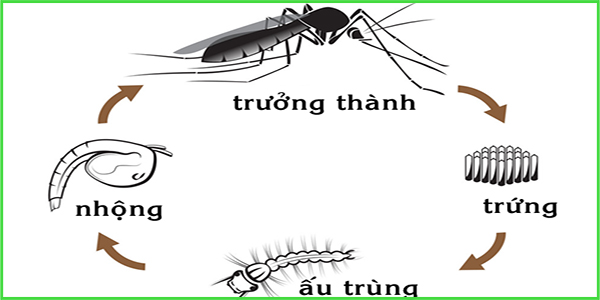 trưởng thành
trứng
ấu trùng
nhộng